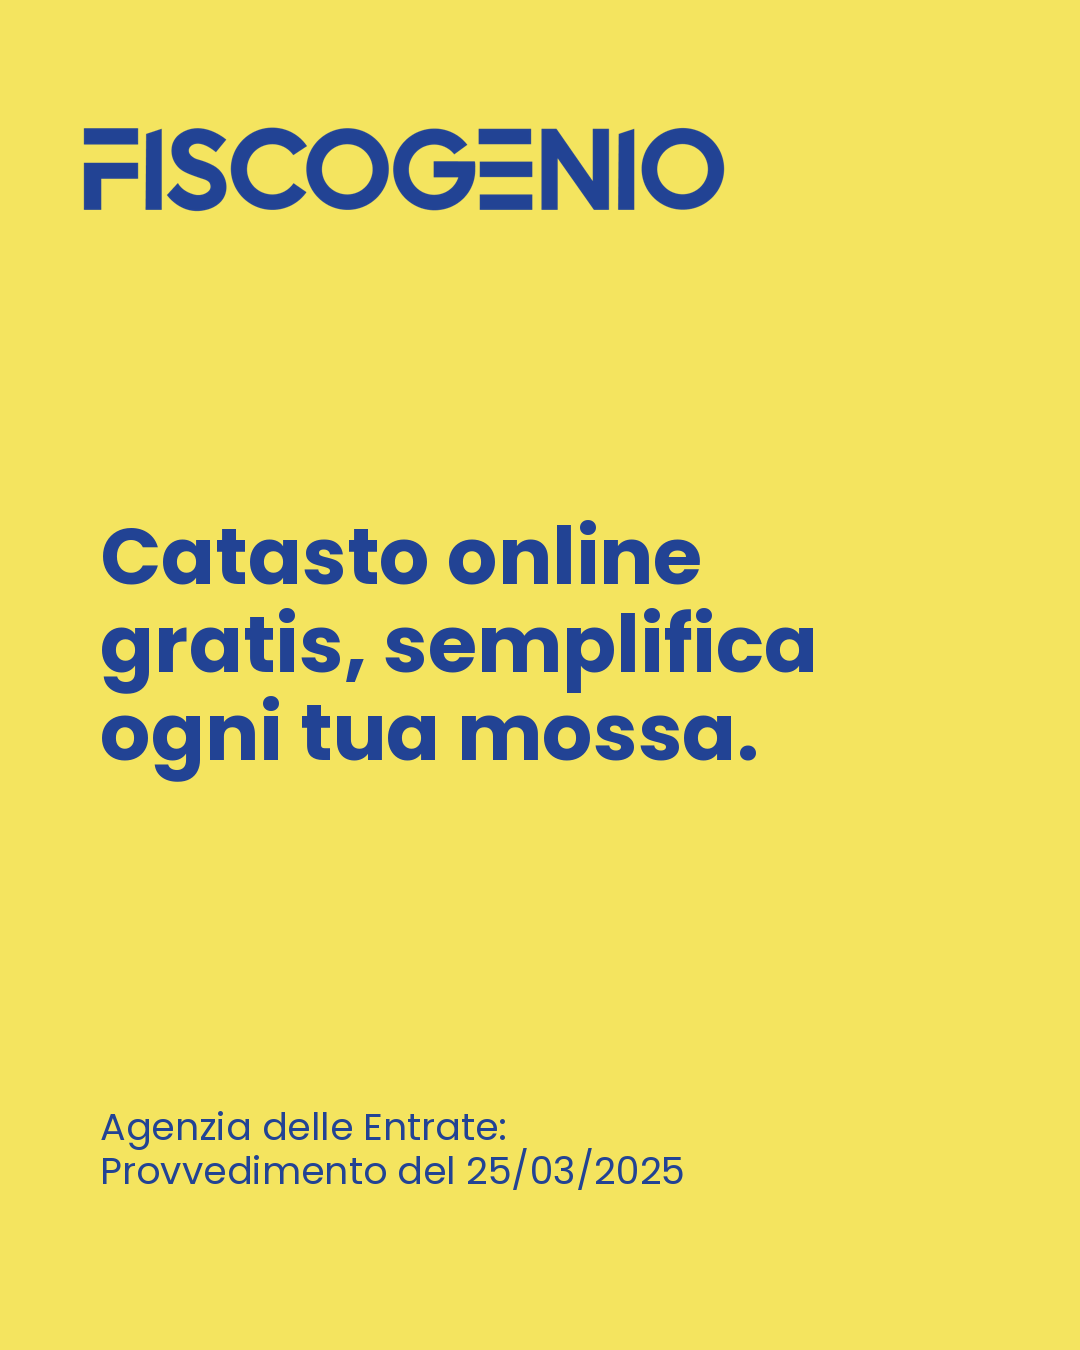 FISCOGENIO
Catasto online
gratis, semplifica
ogni tua mossa.
Agenzia delle Entrate:
Provvedimento del 25/03/2025